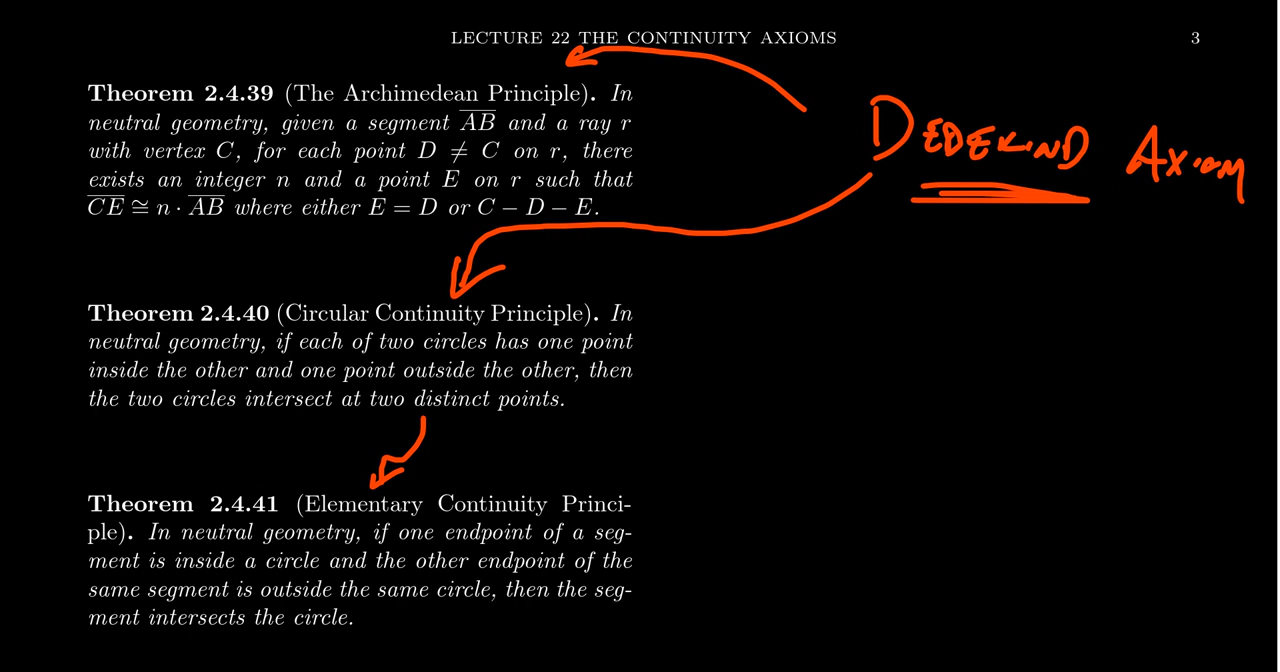 LECTURE 22 THE CONTINUITY AXIOMS 3
Theorem 2.4.39 (The Archimedean Principle). In
neutral geometry, given a segment A̅B̅ and a ray r
with vertex C, for each point D ≠ C on r, there
exists an integer n and a point E on r such that
C̅E̅ ≅ n · A̅B̅ where either E = D or C − D − E.
DEDEKIND AXIOM
Theorem 2.4.40 (Circular Continuity Principle). In
neutral geometry, if each of two circles has one point
inside the other and one point outside the other, then
the two circles intersect at two distinct points.
Theorem 2.4.41 (Elementary Continuity Princi-
ple). In neutral geometry, if one endpoint of a seg-
ment is inside a circle and the other endpoint of the
same segment is outside the same circle, then the seg-
ment intersects the circle.